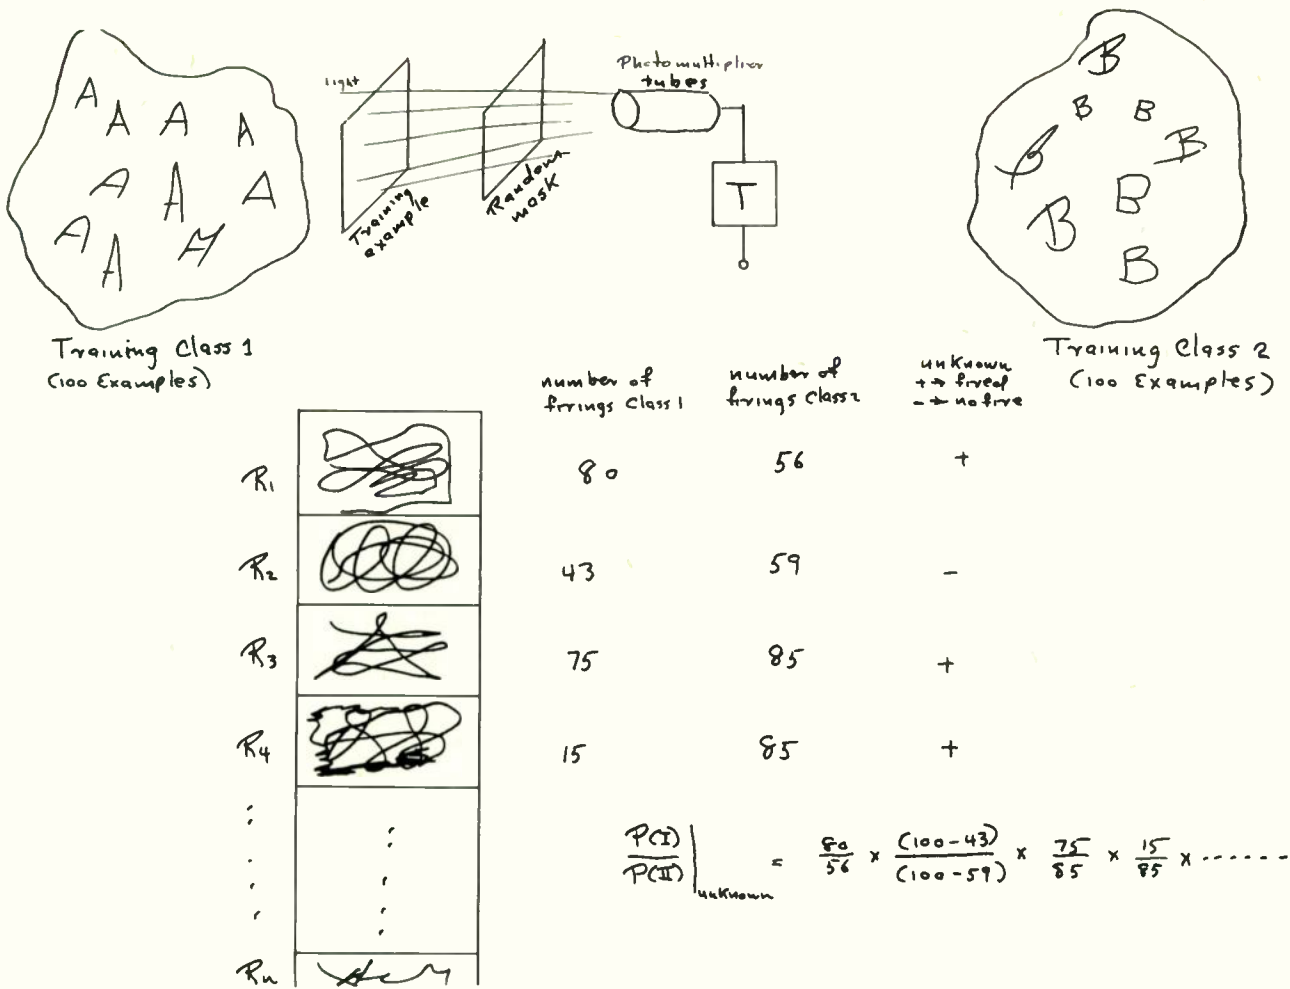 A
A
A
A
A
A
A
A
A
A
Training Class 1
(100 Examples)
Light
Training
example
Random
mask
Photomultiplier
tubes
T
B
B
B
B
B
B
B
B
Training Class 2
(100 Examples)
number of
firings Class 1
number of
firings Class 2
unknown
+ → fired
- → no fire
R1 80 56 +
R2 43 59 -
R3 75 85 +
R4 15 85 +
Rn
P(I)/P(II) | unknown = 80/56 × (100-43)/(100-59) × 75/85 × 15/85 × ------